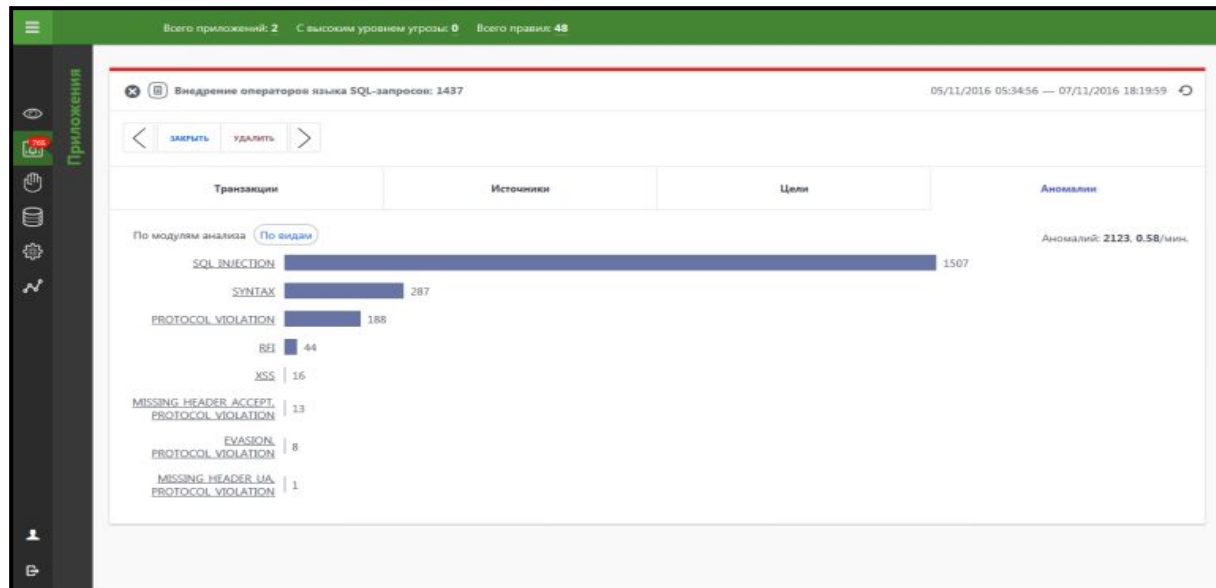 Всего приложений: 2 С высоким уровнем угрозы: 0 Всего правил: 48
Приложения
Внедрение операторов языка SQL-запросов: 1437 05/11/2016 05:34:56 — 07/11/2016 18:19:59
765
ЗАКРЫТЬ УДАЛИТЬ
Транзакции Источники Цели Аномалии
По модулям анализа По видам Аномалий: 2123, 0.58/мин.
SQL INJECTION 1507
SYNTAX 287
PROTOCOL VIOLATION 188
RFI 44
XSS 16
MISSING HEADER ACCEPT,
PROTOCOL VIOLATION 13
EVASION,
PROTOCOL VIOLATION 8
MISSING HEADER UA,
PROTOCOL VIOLATION 1